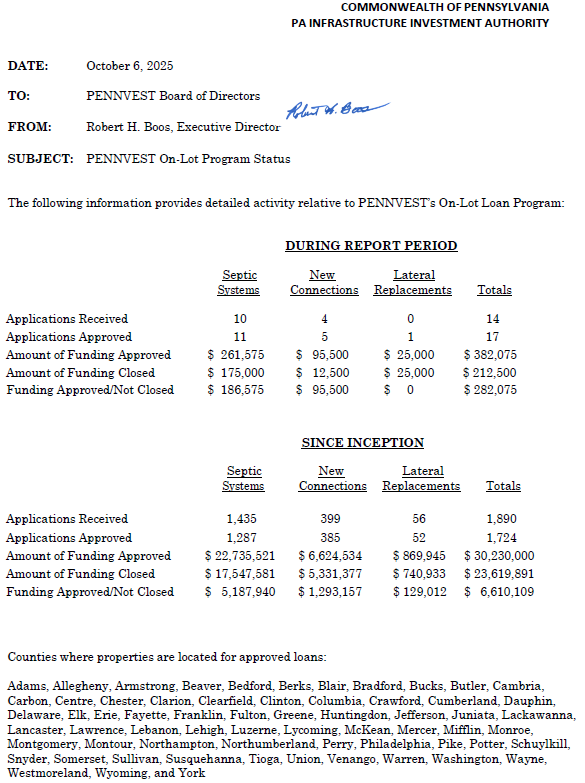 COMMONWEALTH OF PENNSYLVANIA
PA INFRASTRUCTURE INVESTMENT AUTHORITY
DATE: October 6, 2025
TO: PENNVEST Board of Directors
Robert H. Boos
FROM: Robert H. Boos, Executive Director
SUBJECT: PENNVEST On-Lot Program Status
The following information provides detailed activity relative to PENNVEST's On-Lot Loan Program:
DURING REPORT PERIOD
Septic New Lateral
Systems Connections Replacements Totals
Applications Received 10 4 0 14
Applications Approved 11 5 1 17
Amount of Funding Approved $ 261,575 $ 95,500 $ 25,000 $ 382,075
Amount of Funding Closed $ 175,000 $ 12,500 $ 25,000 $ 212,500
Funding Approved/Not Closed $ 186,575 $ 95,500 $ 0 $ 282,075
SINCE INCEPTION
Septic New Lateral
Systems Connections Replacements Totals
Applications Received 1,435 399 56 1,890
Applications Approved 1,287 385 52 1,724
Amount of Funding Approved $ 22,735,521 $ 6,624,534 $ 869,945 $ 30,230,000
Amount of Funding Closed $ 17,547,581 $ 5,331,377 $ 740,933 $ 23,619,891
Funding Approved/Not Closed $ 5,187,940 $ 1,293,157 $ 129,012 $ 6,610,109
Counties where properties are located for approved loans:
Adams, Allegheny, Armstrong, Beaver, Bedford, Berks, Blair, Bradford, Bucks, Butler, Cambria,
Carbon, Centre, Chester, Clarion, Clearfield, Clinton, Columbia, Crawford, Cumberland, Dauphin,
Delaware, Elk, Erie, Fayette, Franklin, Fulton, Greene, Huntingdon, Jefferson, Juniata, Lackawanna,
Lancaster, Lawrence, Lebanon, Lehigh, Luzerne, Lycoming, McKean, Mercer, Mifflin, Monroe,
Montgomery, Montour, Northampton, Northumberland, Perry, Philadelphia, Pike, Potter, Schuylkill,
Snyder, Somerset, Sullivan, Susquehanna, Tioga, Union, Venango, Warren, Washington, Wayne,
Westmoreland, Wyoming, and York